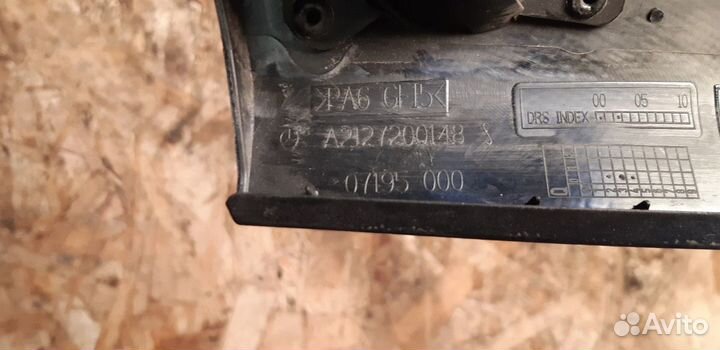 >PA6 GF15<
A2127200148
07195 000
00 05 10
DRS INDEX
Avito